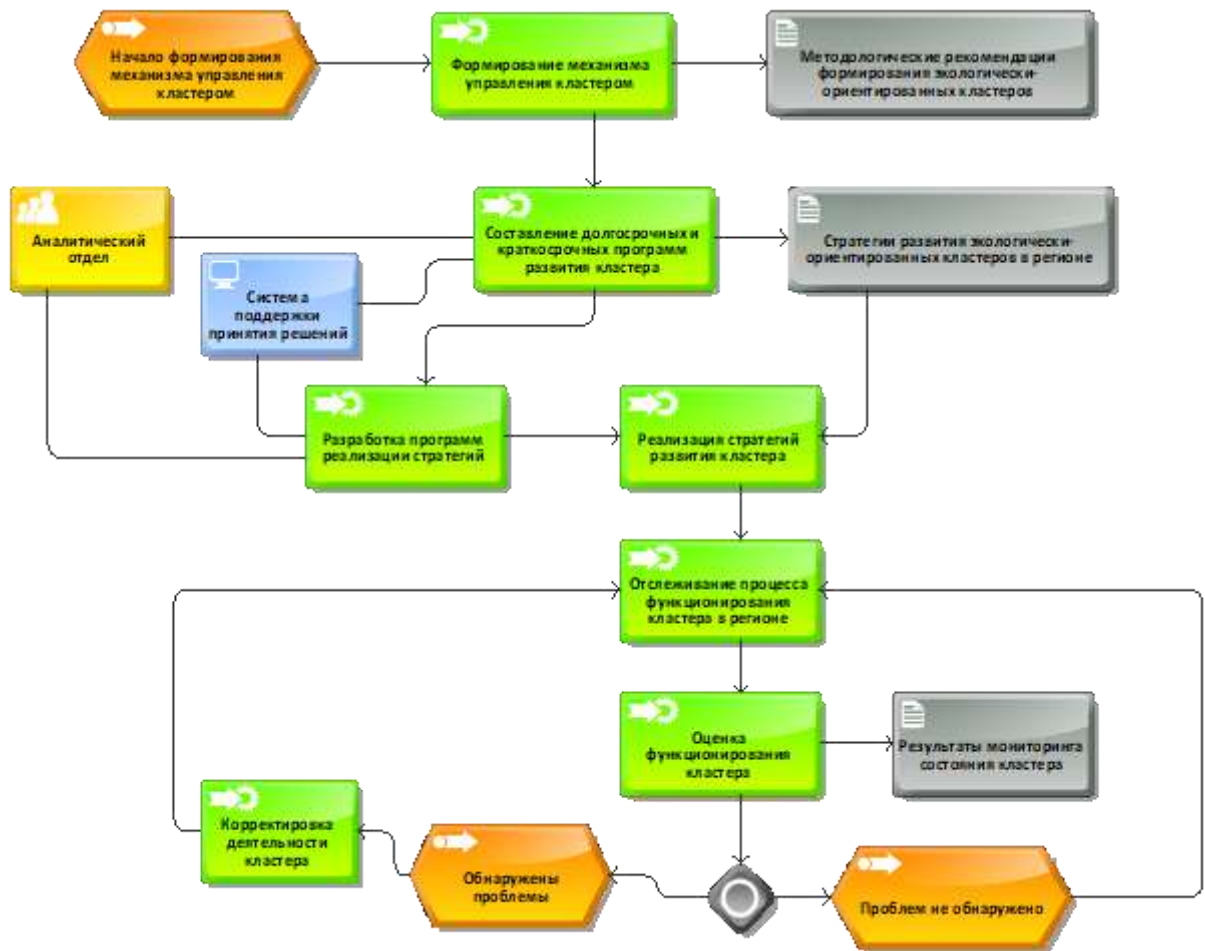 Начало формирования
механизма управления
кластером
Формирование механизма
управления кластером
Методологические рекомендации
формирования экологически-
ориентированных кластеров
Аналитический
отдел
Составление долгосрочных и
краткосрочных программ
развития кластера
Стратегии развития экологически-
ориентированных кластеров в регионе
Система
поддержки
принятия решений
Разработка программ
реализации стратегий
Реализация стратегий
развития кластера
Отслеживание процесса
функционирования
кластера в регионе
Оценка
функционирования
кластера
Результаты мониторинга
состояния кластера
Корректировка
деятельности
кластера
Обнаружены
проблемы
Проблем не обнаружено